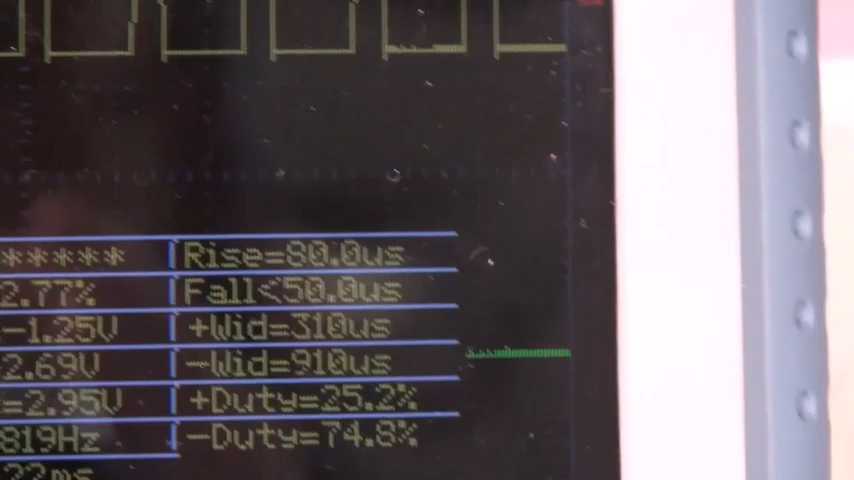 ***** Rise=80.0us
2.77% Fall<50.0us
-1.25V +Wid=310us
2.69V -Wid=910us
=2.95V +Duty=25.2%
819Hz -Duty=74.8%
22ms